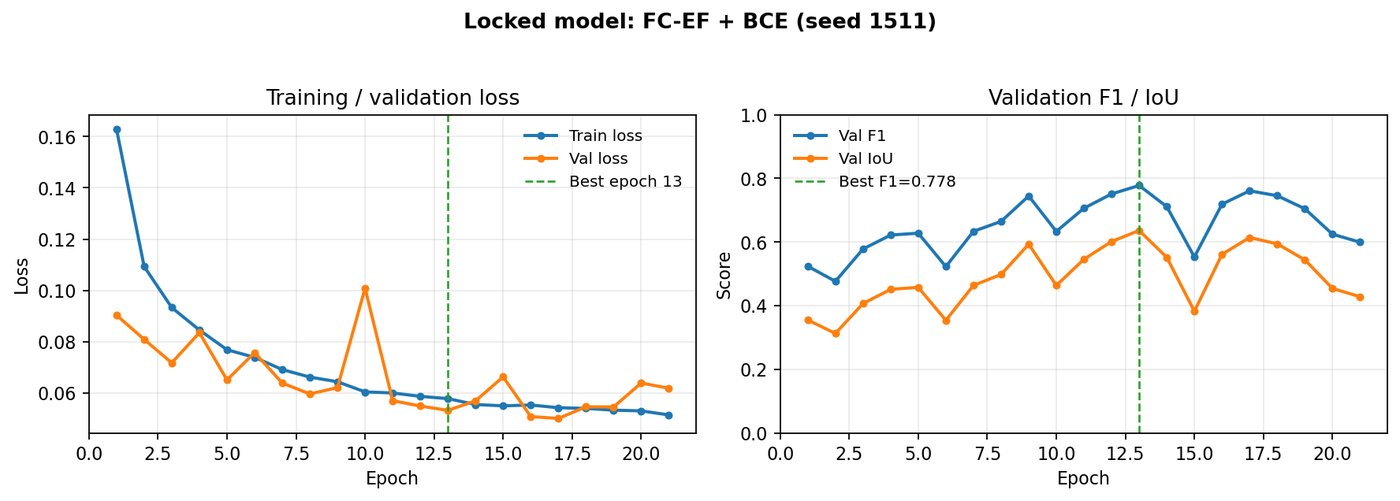 Locked model: FC-EF + BCE (seed 1511)
Training / validation loss
Loss
0.16
0.14
0.12
0.10
0.08
0.06
Train loss
Val loss
Best epoch 13
0.0 2.5 5.0 7.5 10.0 12.5 15.0 17.5 20.0
Epoch
Validation F1 / IoU
Score
1.0
0.8
0.6
0.4
0.2
0.0
Val F1
Val IoU
Best F1=0.778
0.0 2.5 5.0 7.5 10.0 12.5 15.0 17.5 20.0
Epoch